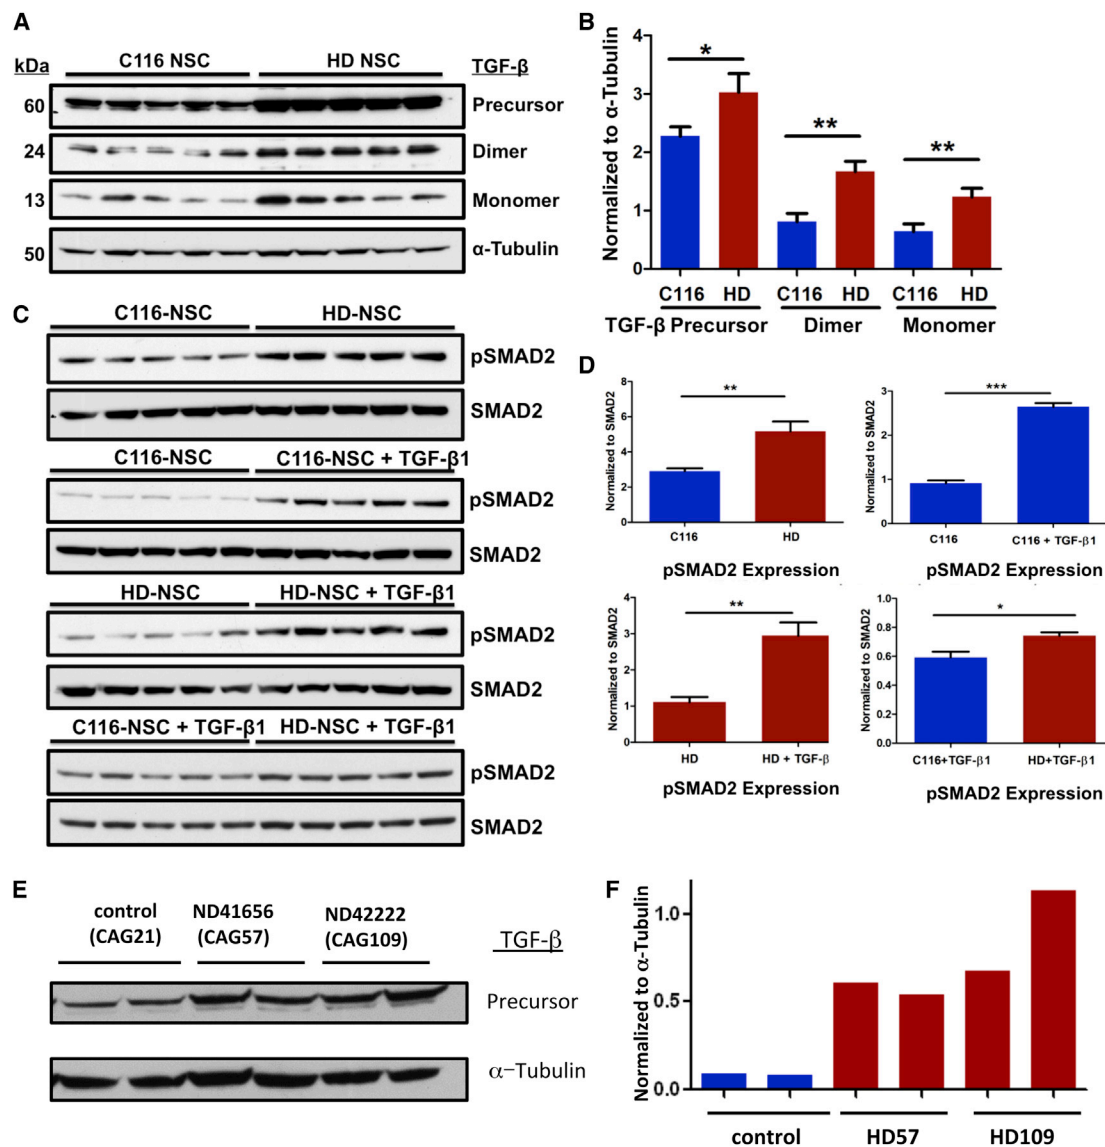 A
kDa
C116 NSC
HD NSC
TGF-β
60
Precursor
24
Dimer
13
Monomer
50
α-Tubulin
B
Normalized to α-Tubulin
4
3
2
1
0
*
**
**
C116 HD C116 HD C116 HD
TGF-β Precursor Dimer Monomer
C
C116-NSC HD-NSC
pSMAD2
SMAD2
C116-NSC C116-NSC + TGF-β1
pSMAD2
SMAD2
HD-NSC HD-NSC + TGF-β1
pSMAD2
SMAD2
C116-NSC + TGF-β1 HD-NSC + TGF-β1
pSMAD2
SMAD2
D
Normalized to SMAD2
8
6
4
2
0
**
C116 HD
pSMAD2 Expression
Normalized to SMAD2
3
2
1
0
***
C116 C116 + TGF-β1
pSMAD2 Expression
Normalized to SMAD2
4
3
2
1
0
**
HD HD + TGF-β
pSMAD2 Expression
Normalized to SMAD2
1.0
0.8
0.6
0.4
0.2
0.0
*
C116+TGF-β1 HD+TGF-β1
pSMAD2 Expression
E
control ND41656 ND42222
(CAG21) (CAG57) (CAG109)
TGF-β
Precursor
α-Tubulin
F
Normalized to α-Tubulin
1.0
0.5
0.0
control HD57 HD109